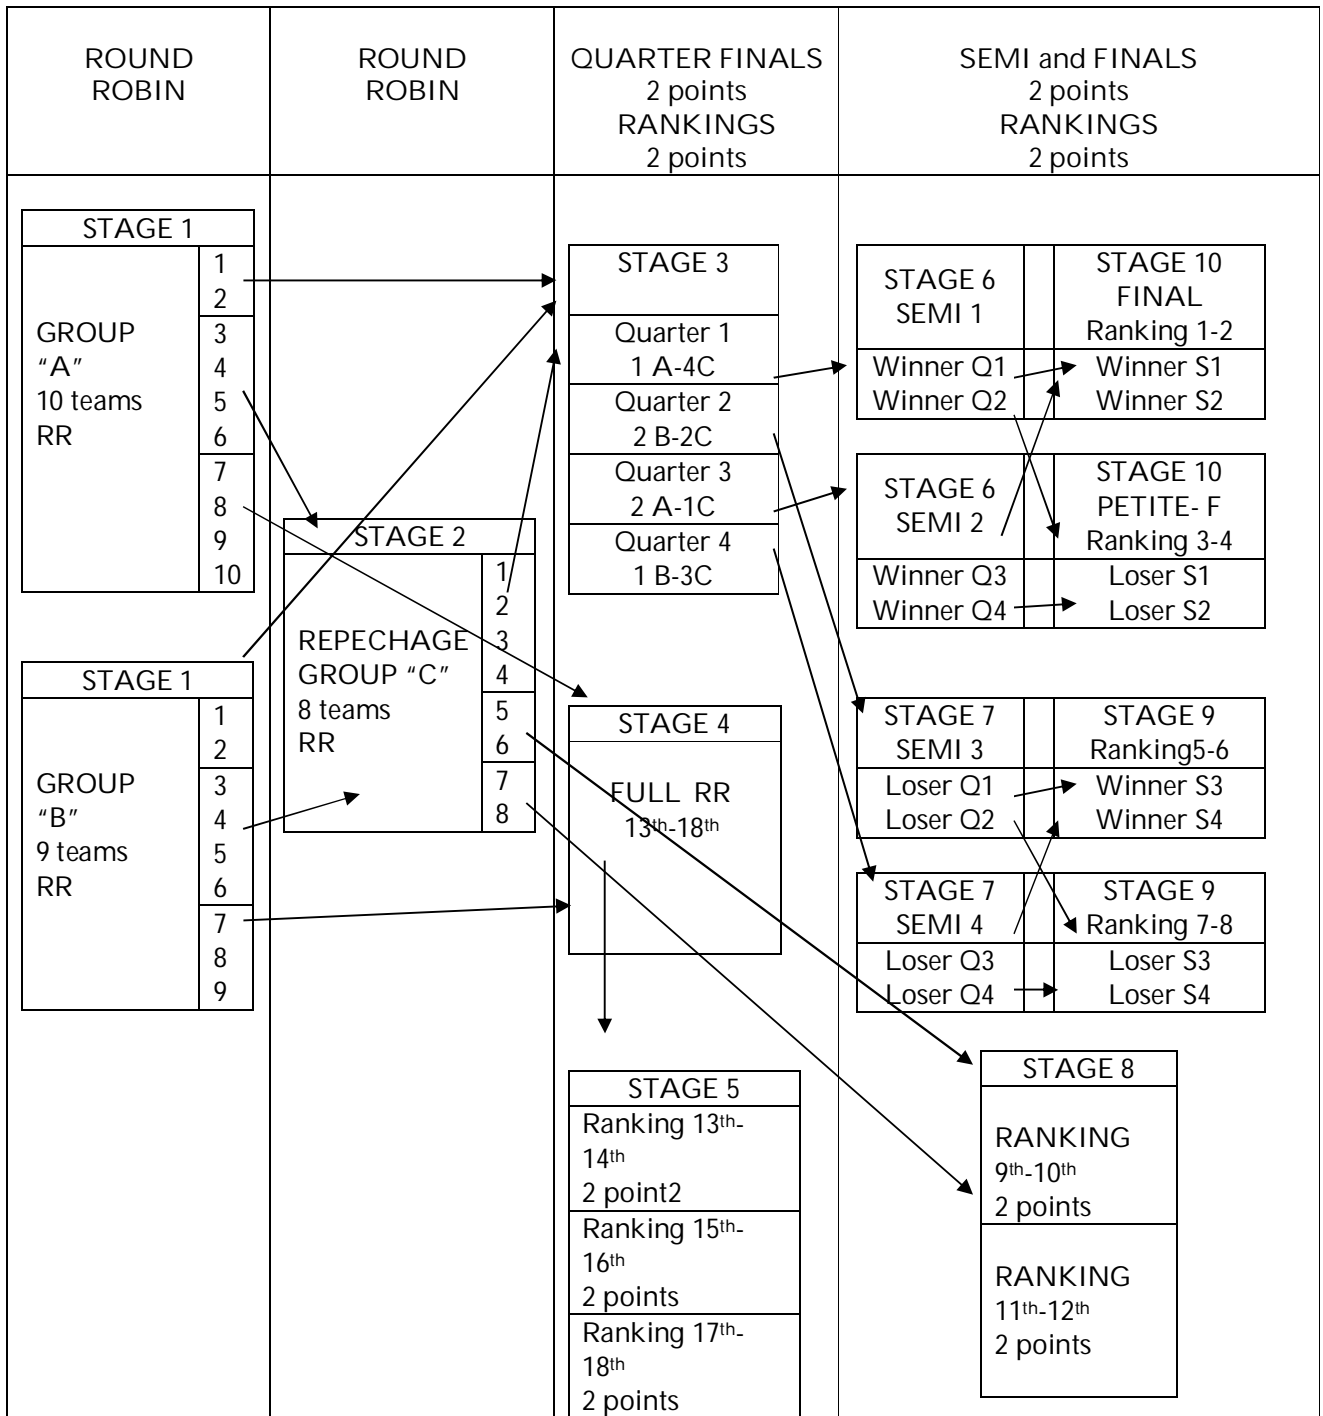 ROUND
ROBIN
ROUND
ROBIN
QUARTER FINALS
2 points
RANKINGS
2 points
SEMI and FINALS
2 points
RANKINGS
2 points
STAGE 1
GROUP
“A”
10 teams
RR
1
2
3
4
5
6
7
8
9
10
STAGE 1
GROUP
“B”
9 teams
RR
1
2
3
4
5
6
7
8
9
STAGE 2
REPECHAGE
GROUP “C”
8 teams
RR
1
2
3
4
5
6
7
8
STAGE 3
Quarter 1
1 A-4C
Quarter 2
2 B-2C
Quarter 3
2 A-1C
Quarter 4
1 B-3C
STAGE 4
FULL RR
13th-18th
STAGE 5
Ranking 13th-
14th
2 point2
Ranking 15th-
16th
2 points
Ranking 17th-
18th
2 points
STAGE 6
SEMI 1
Winner Q1
Winner Q2
STAGE 10
FINAL
Ranking 1-2
Winner S1
Winner S2
STAGE 6
SEMI 2
Winner Q3
Winner Q4
STAGE 10
PETITE- F
Ranking 3-4
Loser S1
Loser S2
STAGE 7
SEMI 3
Loser Q1
Loser Q2
STAGE 9
Ranking5-6
Winner S3
Winner S4
STAGE 7
SEMI 4
Loser Q3
Loser Q4
STAGE 9
Ranking 7-8
Loser S3
Loser S4
STAGE 8
RANKING
9th-10th
2 points
RANKING
11th-12th
2 points